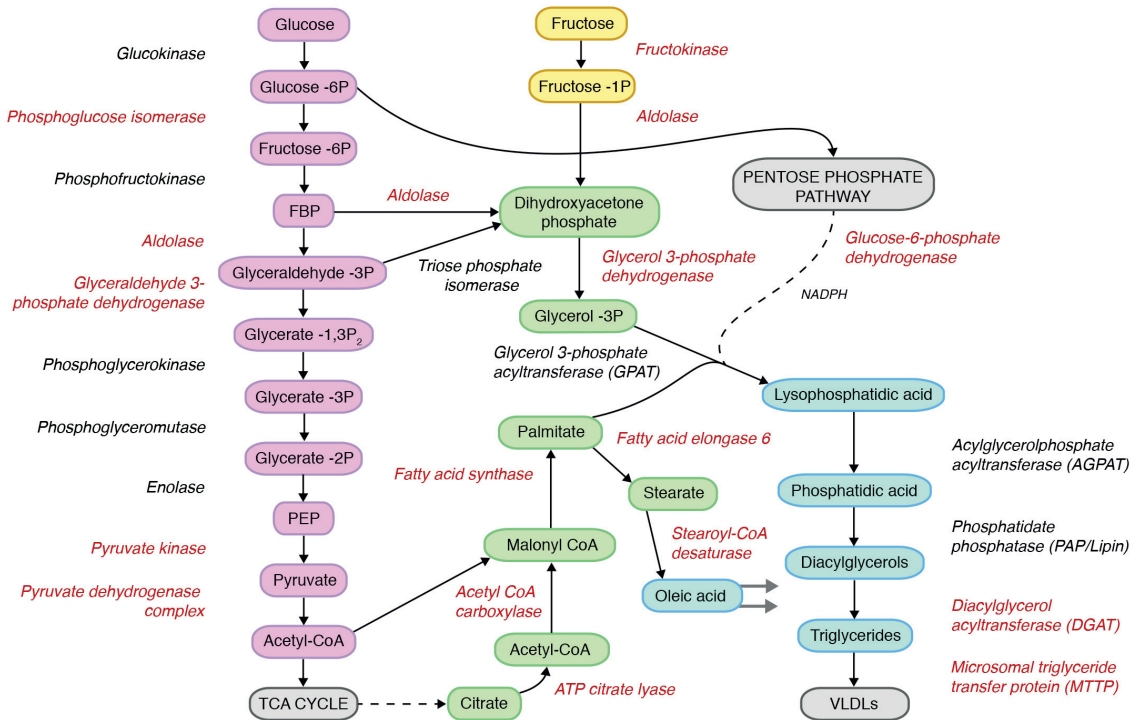 Glucose
Glucokinase
Glucose -6P
Phosphoglucose isomerase
Fructose -6P
Phosphofructokinase
FBP
Aldolase
Aldolase
Glyceraldehyde -3P
Glyceraldehyde 3-
phosphate dehydrogenase
Glycerate -1,3P₂
Phosphoglycerokinase
Glycerate -3P
Phosphoglyceromutase
Glycerate -2P
Enolase
PEP
Pyruvate kinase
Pyruvate
Pyruvate dehydrogenase
complex
Acetyl-CoA
TCA CYCLE
Fructose
Fructokinase
Fructose -1P
Aldolase
Dihydroxyacetone
phosphate
Triose phosphate
isomerase
Glycerol 3-phosphate
dehydrogenase
Glycerol -3P
Glycerol 3-phosphate
acyltransferase (GPAT)
Palmitate
Fatty acid elongase 6
Fatty acid synthase
Stearate
Stearoyl-CoA
desaturase
Malonyl CoA
Oleic acid
Acetyl CoA
carboxylase
Acetyl-CoA
ATP citrate lyase
Citrate
PENTOSE PHOSPHATE
PATHWAY
Glucose-6-phosphate
dehydrogenase
NADPH
Lysophosphatidic acid
Acylglycerolphosphate
acyltransferase (AGPAT)
Phosphatidic acid
Phosphatidate
phosphatase (PAP/Lipin)
Diacylglycerols
Diacylglycerol
acyltransferase (DGAT)
Triglycerides
Microsomal triglyceride
transfer protein (MTTP)
VLDLs